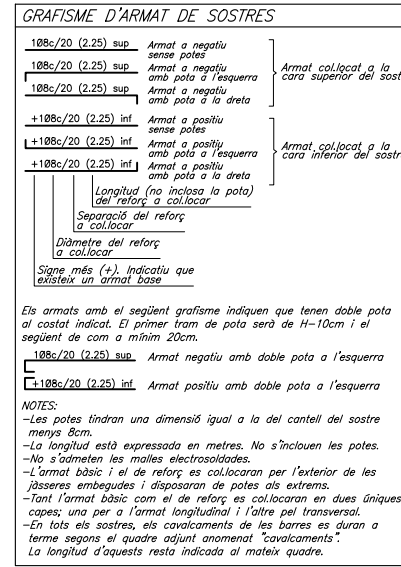 GRAFISME D'ARMAT DE SOSTRES
1Ø8c/20 (2.25) sup Armat a negatiu
sense potes
1Ø8c/20 (2.25) sup Armat a negatiu
amb pota a l'esquerra
1Ø8c/20 (2.25) sup Armat a negatiu
amb pota a la dreta
Armat col.locat a la
cara superior del sost
+1Ø8c/20 (2.25) inf Armat a positiu
sense potes
+1Ø8c/20 (2.25) inf Armat a positiu
amb pota a l'esquerra
+1Ø8c/20 (2.25) inf Armat a positiu
amb pota a la dreta
Armat col.locat a la
cara inferior del sostr
Longitud (no inclosa la pota)
del reforç a col.locar
Separació del reforç
a col.locar
Diàmetre del reforç
a col.locar
Signe més (+). Indicatiu que
existeix un armat base
Els armats amb el següent grafisme indiquen que tenen doble pota
al costat indicat. El primer tram de pota serà de H-10cm i el
següent de com a mínim 20cm.
1Ø8c/20 (2.25) sup Armat negatiu amb doble pota a l'esquerra
+1Ø8c/20 (2.25) inf Armat positiu amb doble pota a l'esquerra
NOTES:
-Les potes tindran una dimensió igual a la del cantell del sostre
menys 8cm.
-La longitud està expressada en metres. No s'inclouen les potes.
-No s'admeten les malles electrosoldades.
-L'armat bàsic i el de reforç es col.locaran per l'exterior de les
jàsseres embegudes i disposaran de potes als extrems.
-Tant l'armat bàsic com el de reforç es col.locaran en dues úniques
capes; una per a l'armat longitudinal i l'altre pel transversal.
-En tots els sostres, els cavalcaments de les barres es duran a
terme segons el quadre adjunt anomenat "cavalcaments".
La longitud d'aquests resta indicada al mateix quadre.